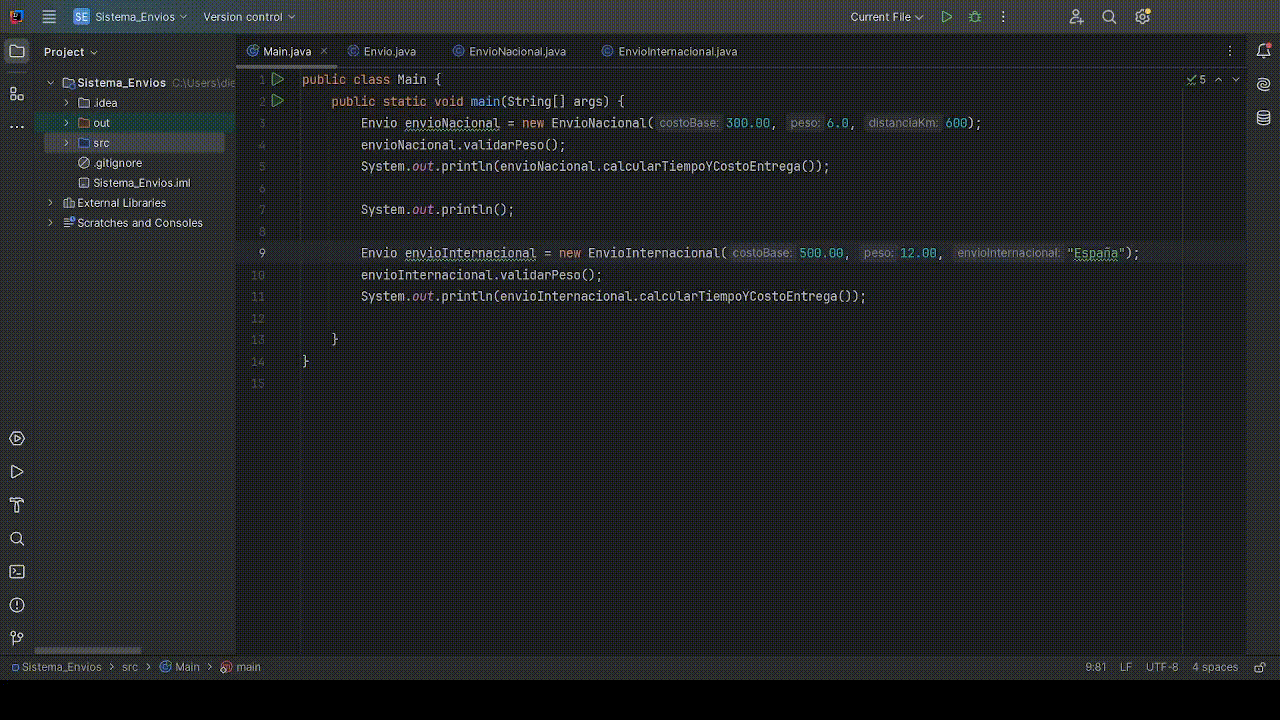 SE Sistema_Envios Version control Current File
Project
Main.java Envio.java EnvioNacional.java EnvioInternacional.java
Sistema_Envios C:\Users\die
.idea
out
src
.gitignore
Sistema_Envios.iml
External Libraries
Scratches and Consoles
1 public class Main {
2 public static void main(String[] args) {
3 Envio envioNacional = new EnvioNacional( costoBase: 300.00, peso: 6.0, distanciaKm: 600);
4 envioNacional.validarPeso();
5 System.out.println(envioNacional.calcularTiempoYCostoEntrega());
6
7 System.out.println();
8
9 Envio envioInternacional = new EnvioInternacional( costoBase: 500.00, peso: 12.00, envioInternacional: "España");
10 envioInternacional.validarPeso();
11 System.out.println(envioInternacional.calcularTiempoYCostoEntrega());
12
13 }
14 }
15
5
Sistema_Envios > src > Main > main 9:81 LF UTF-8 4 spaces